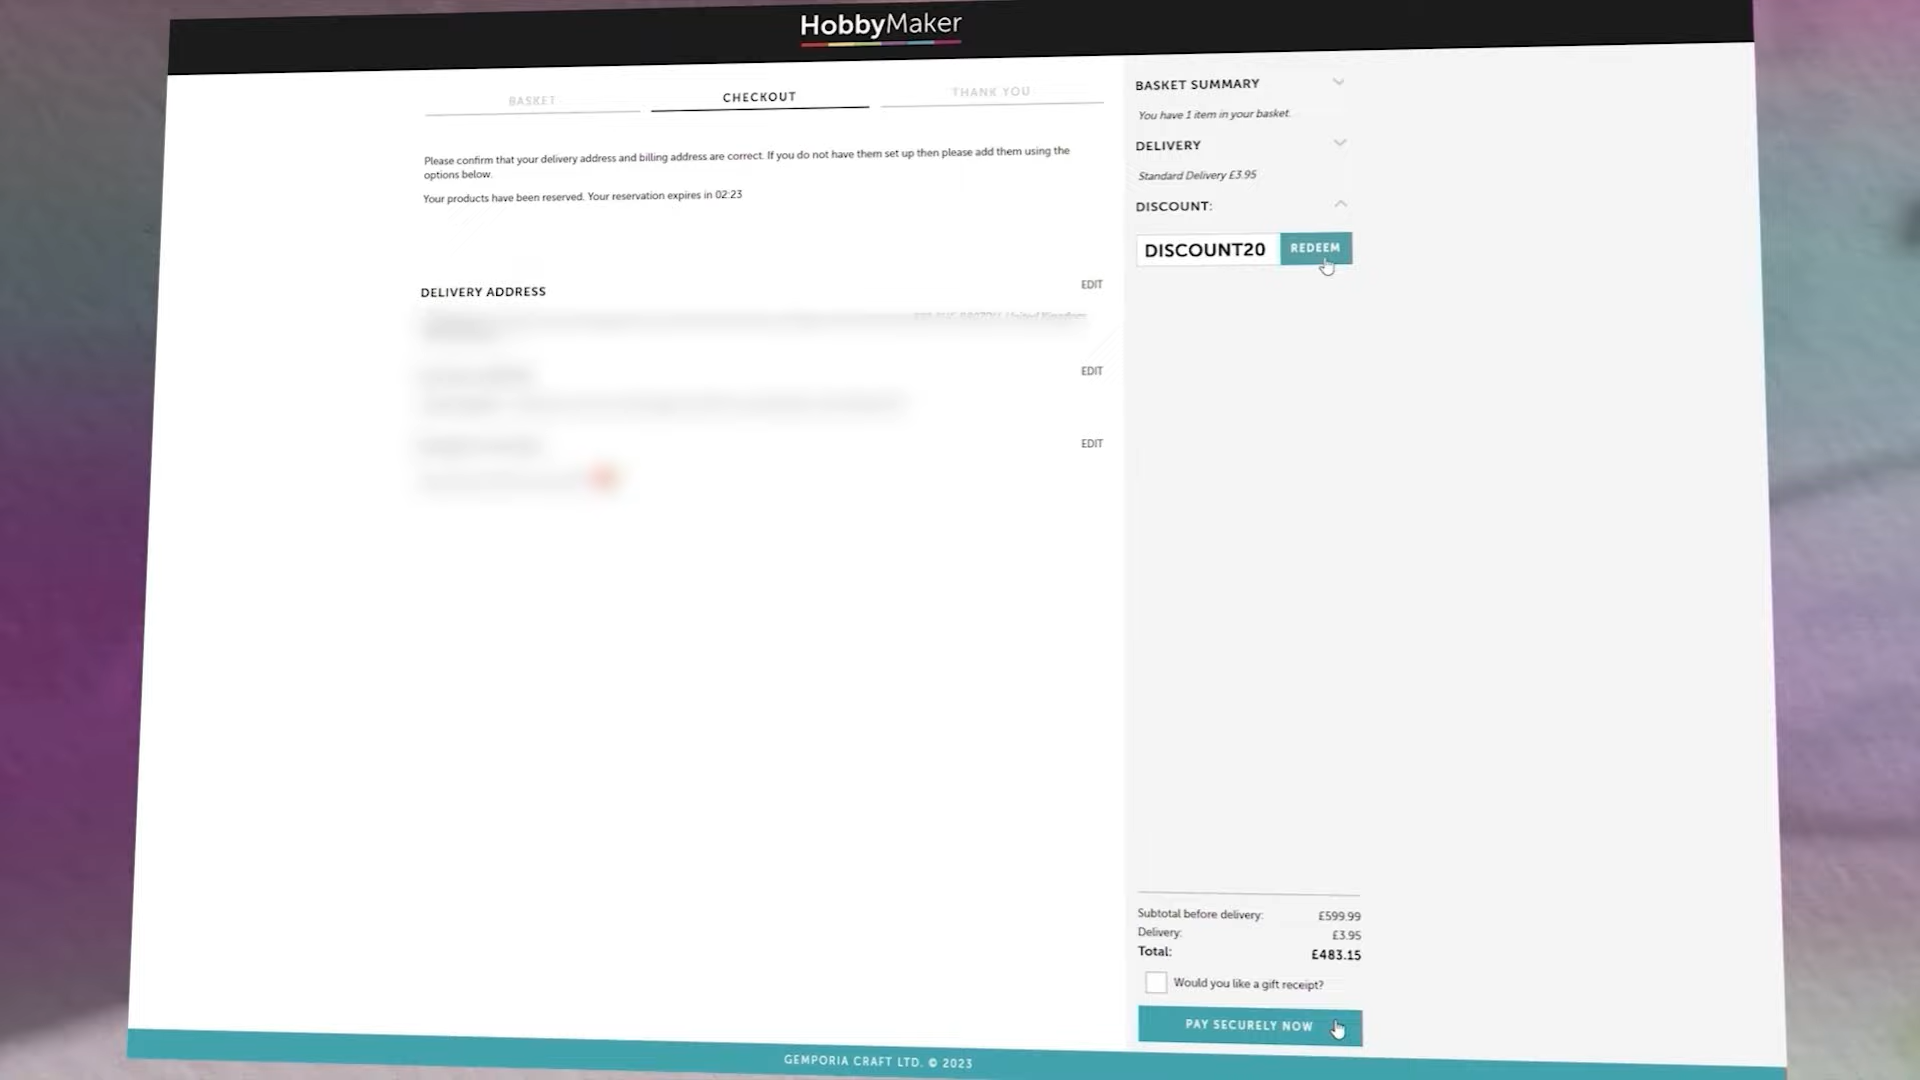 HobbyMaker
BASKET
CHECKOUT
THANK YOU
Please confirm that your delivery address and billing address are correct. If you do not have them set up then please add them using the
options below.
Your products have been reserved. Your reservation expires in 02:23
DELIVERY ADDRESS
EDIT
United Kingdom
EDIT
EDIT
BASKET SUMMARY
You have 1 item in your basket.
DELIVERY
Standard Delivery £3.95
DISCOUNT:
DISCOUNT20
REDEEM
Subtotal before delivery: £599.99
Delivery: £3.95
Total: £483.15
Would you like a gift receipt?
PAY SECURELY NOW
GEMPORIA CRAFT LTD. © 2023